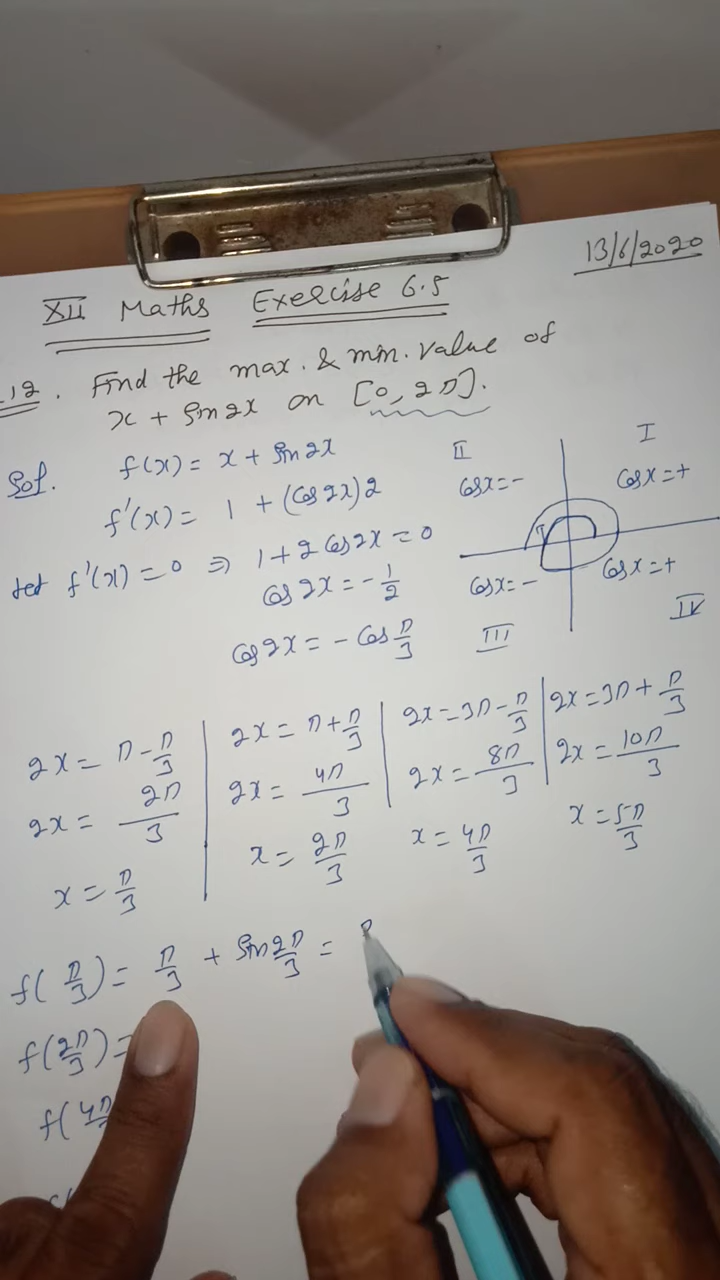 13/6/2020
XII Maths Exercise 6.5
12. Find the max. & min. value of
x + sin 2x on [0, 2π].
Sol. f(x) = x + sin 2x
f'(x) = 1 + (cos 2x) 2
let f'(x) = 0 ⇒ 1 + 2 cos 2x = 0
cos 2x = -1/2
cos 2x = - cos π/3
II
I
cos x = -
cos x = +
cos x = -
cos x = +
III
IV
2x = π - π/3
2x = 2π/3
x = π/3
2x = π + π/3
2x = 4π/3
x = 2π/3
2x = 3π - π/3
2x = 8π/3
x = 4π/3
2x = 3π + π/3
2x = 10π/3
x = 5π/3
f(π/3) = π/3 + sin 2π/3 =
f(2π/3) =
f(4π